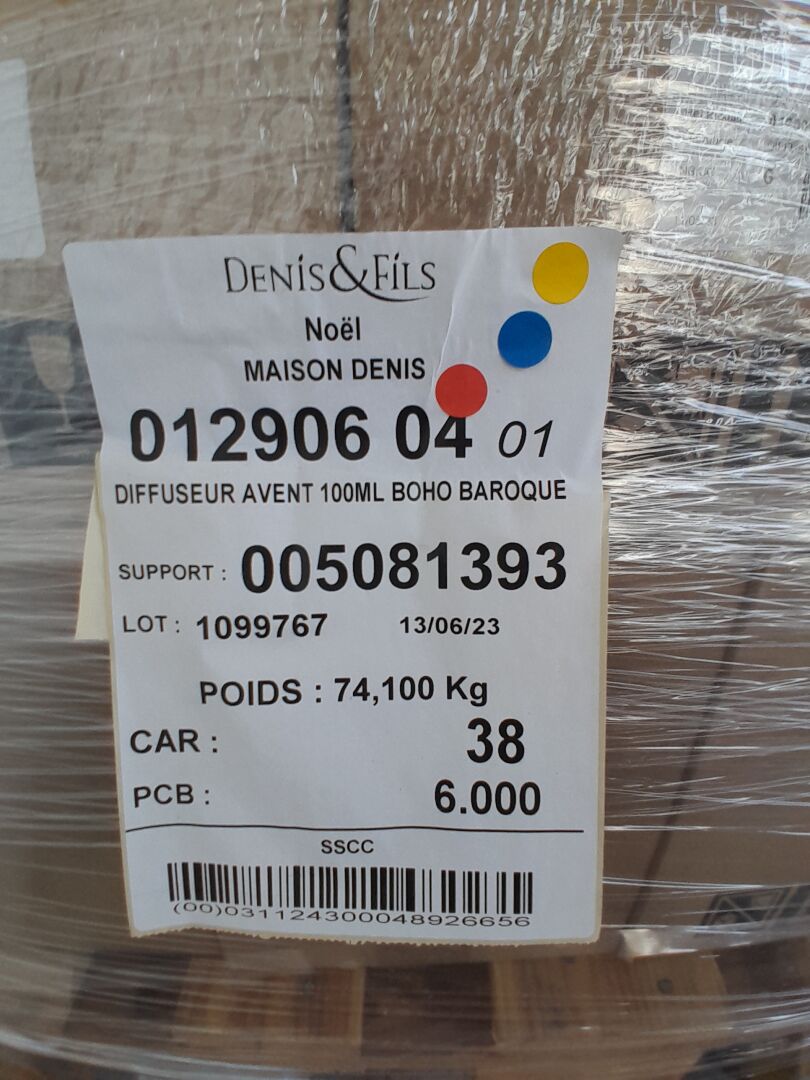 DENIS&FILS
Noël
MAISON DENIS
012906 04 01
DIFFUSEUR AVENT 100ML BOHO BAROQUE
SUPPORT : 005081393
LOT : 1099767 13/06/23
POIDS : 74,100 Kg
CAR : 38
PCB : 6.000
SSCC
(00)031124300048926656